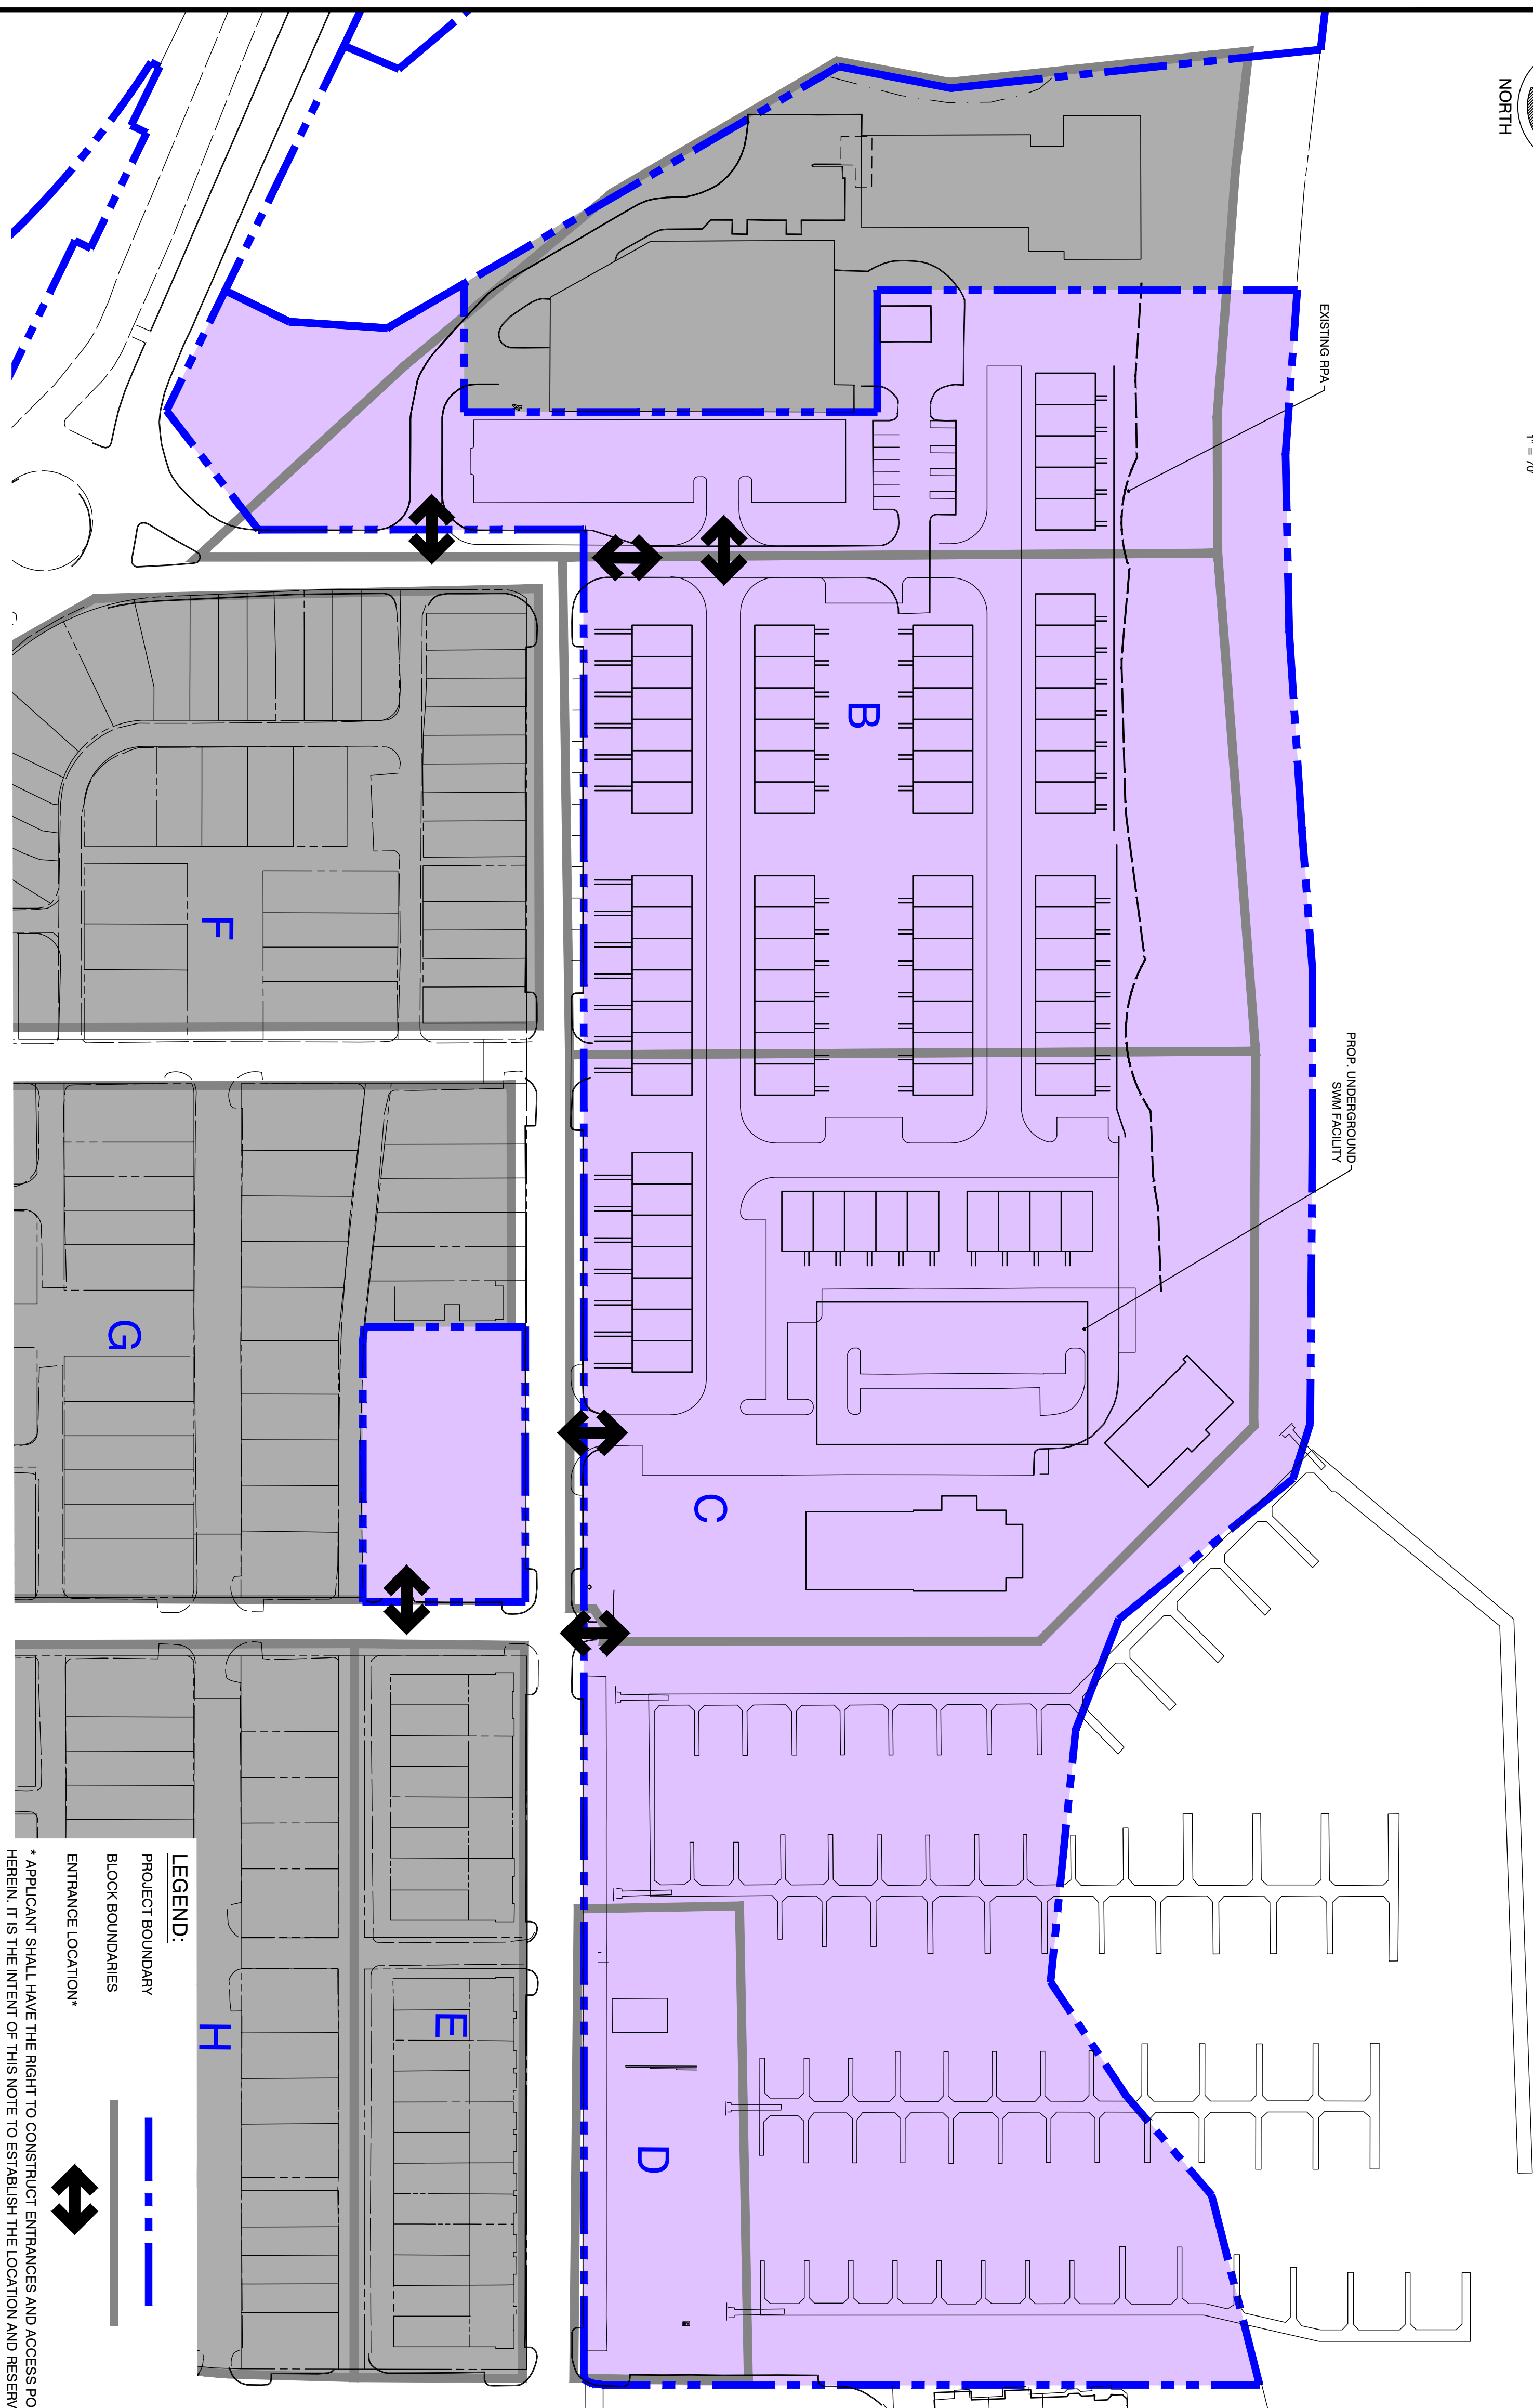 NORTH
1" = 70'
EXISTING RPA
PROP. UNDERGROUND
SWM FACILITY
B
C
D
E
F
G
H
LEGEND:
PROJECT BOUNDARY
BLOCK BOUNDARIES
ENTRANCE LOCATION*
* APPLICANT SHALL HAVE THE RIGHT TO CONSTRUCT ENTRANCES AND ACCESS PO
HEREIN. IT IS THE INTENT OF THIS NOTE TO ESTABLISH THE LOCATION AND RESERV